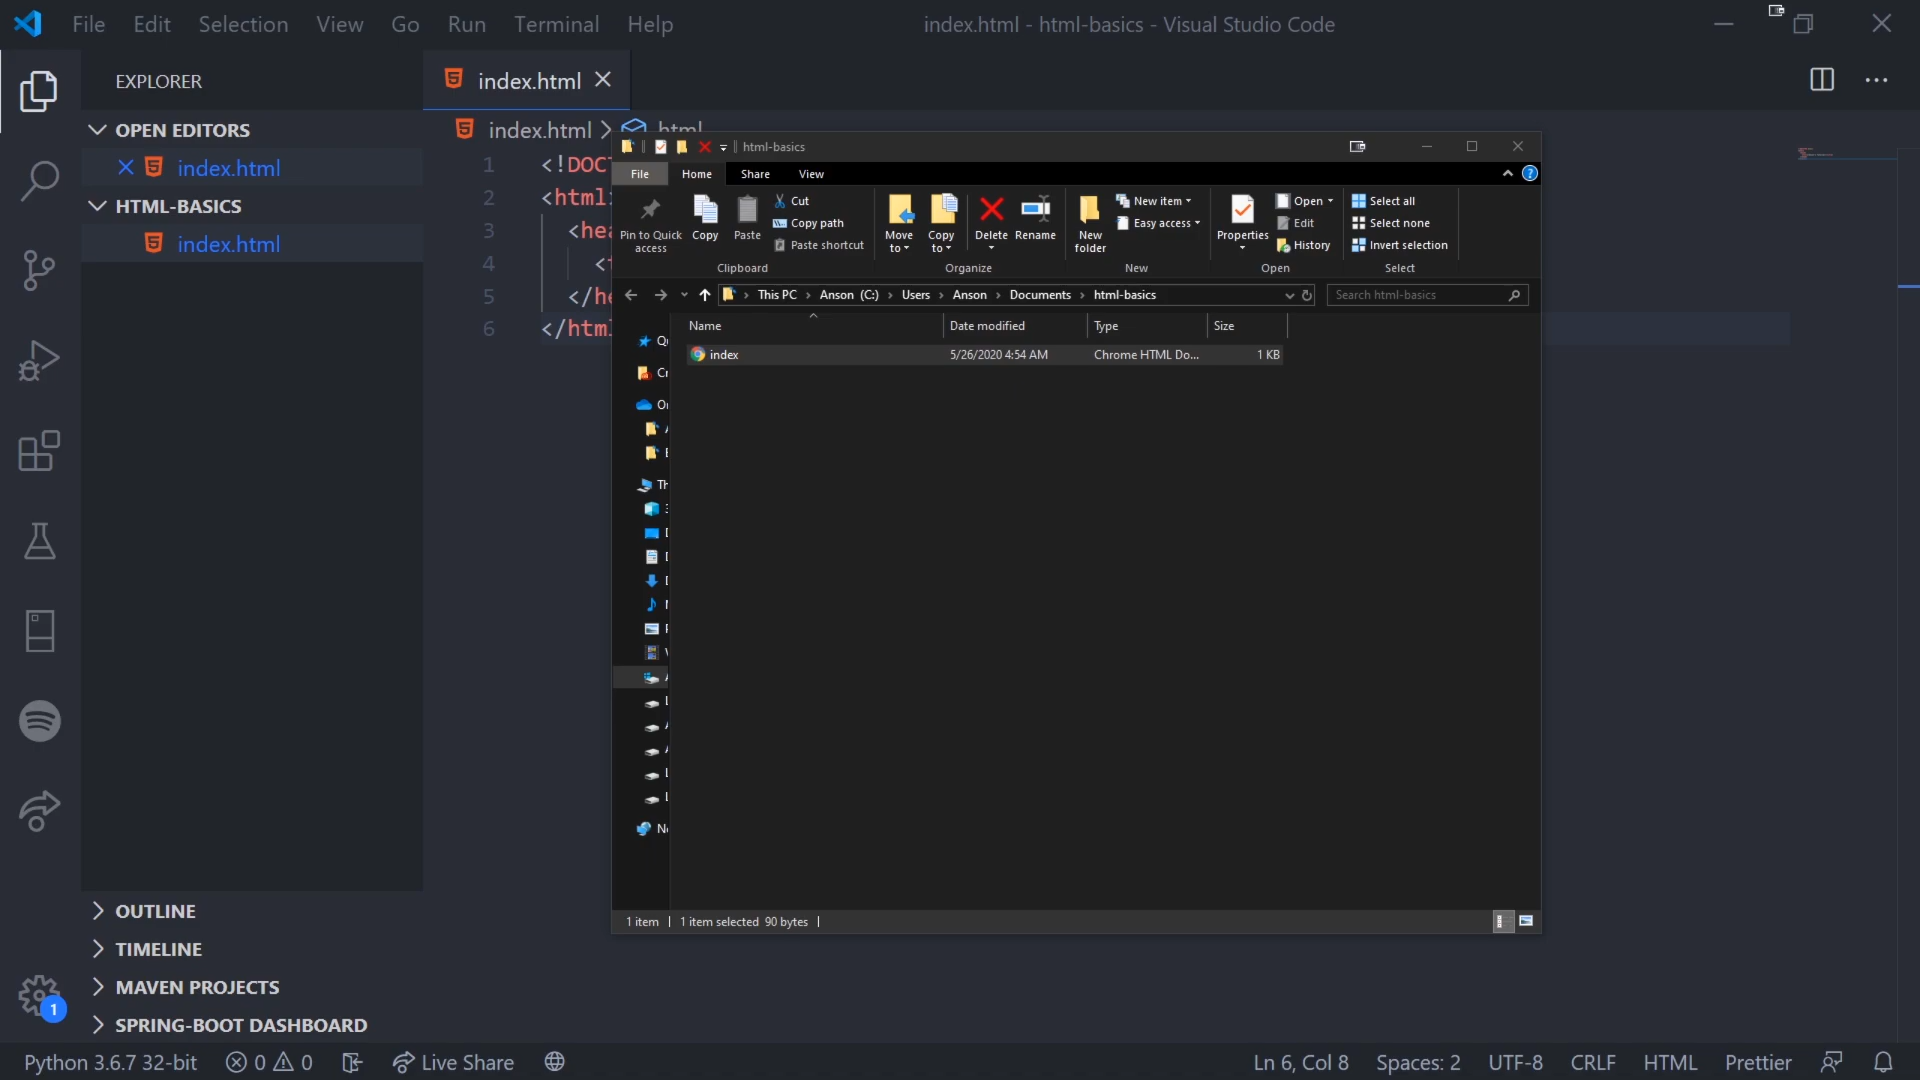 File Edit Selection View Go Run Terminal Help
index.html - html-basics - Visual Studio Code
EXPLORER
OPEN EDITORS
index.html
HTML-BASICS
index.html
OUTLINE
TIMELINE
MAVEN PROJECTS
SPRING-BOOT DASHBOARD
index.html
index.html > html
1 <!DOCT
2 <html>
3 <hea
4 <t
5 </he
6 </html
html-basics
File Home Share View
Pin to Quick access
Copy
Paste
Cut
Copy path
Paste shortcut
Clipboard
Move to
Copy to
Delete
Rename
Organize
New folder
New item
Easy access
New
Properties
Open
Edit
History
Open
Select all
Select none
Invert selection
Select
This PC > Anson (C:) > Users > Anson > Documents > html-basics
Search html-basics
Name Date modified Type Size
index 5/26/2020 4:54 AM Chrome HTML Do... 1 KB
1 item 1 item selected 90 bytes
1
Python 3.6.7 32-bit 0 0 Live Share
Ln 6, Col 8 Spaces: 2 UTF-8 CRLF HTML Prettier